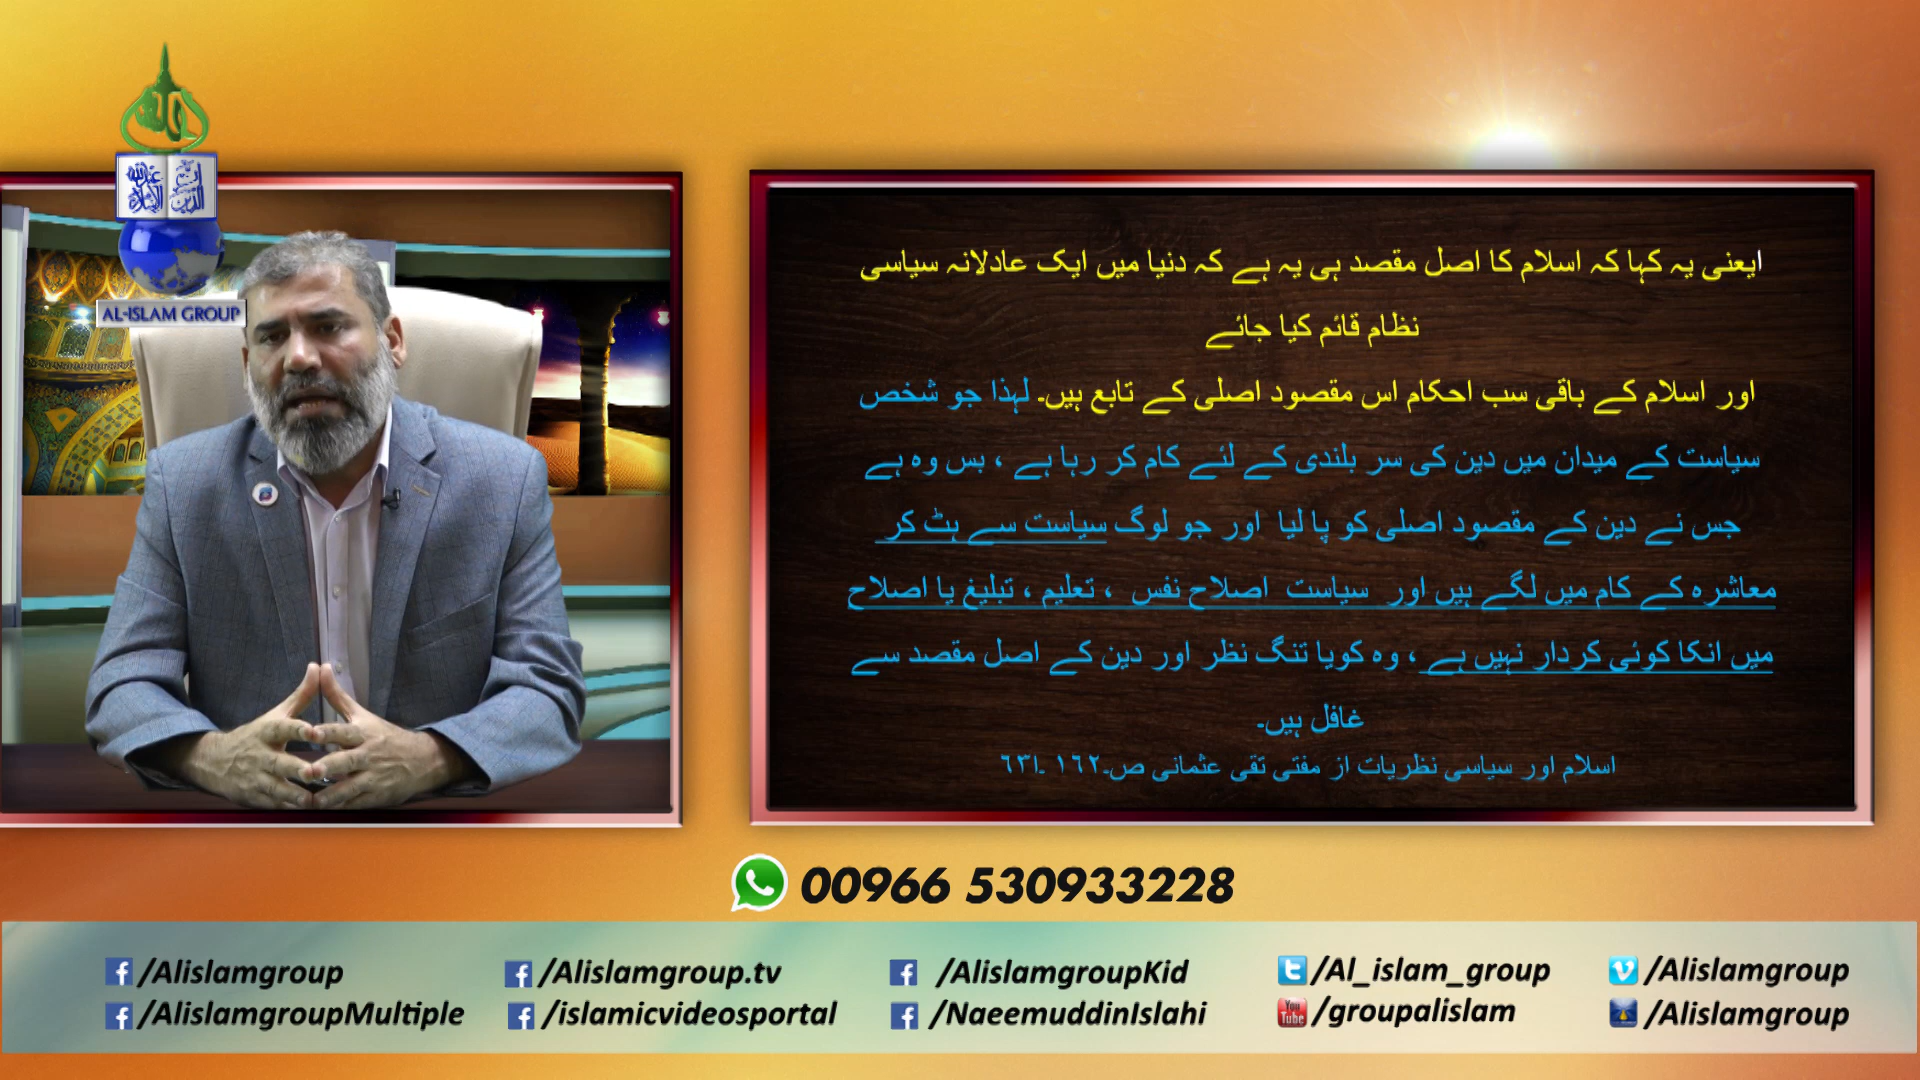 AL-ISLAM GROUP
ایعنی یہ کہا کہ اسلام کا اصل مقصد ہی یہ ہے کہ دنیا میں ایک عادلانہ سیاسی
نظام قائم کیا جائے
اور اسلام کے باقی سب احکام اس مقصود اصلی کے تابع ہیں۔ لہذا جو شخص
سیاست کے میدان میں دین کی سر بلندی کے لئے کام کر رہا ہے ، بس وہ ہے
جس نے دین کے مقصود اصلی کو پا لیا اور جو لوگ سیاست سے ہٹ کر
معاشرہ کے کام میں لگے ہیں اور سیاست اصلاح نفس ، تعلیم ، تبلیغ یا اصلاح
میں انکا کوئی کردار نہیں ہے ، وہ کویا تنگ نظر اور دین کے اصل مقصد سے
غافل ہیں۔
اسلام اور سیاسی نظریات از مفتی تقی عثمانی ص۔١٦٢ ۔ا٦٣
00966 530933228
/Alislamgroup /Alislamgroup.tv /AlislamgroupKid /Al_islam_group /Alislamgroup
/AlislamgroupMultiple /islamicvideosportal /NaeemuddinIslahi You Tube /groupalislam /Alislamgroup